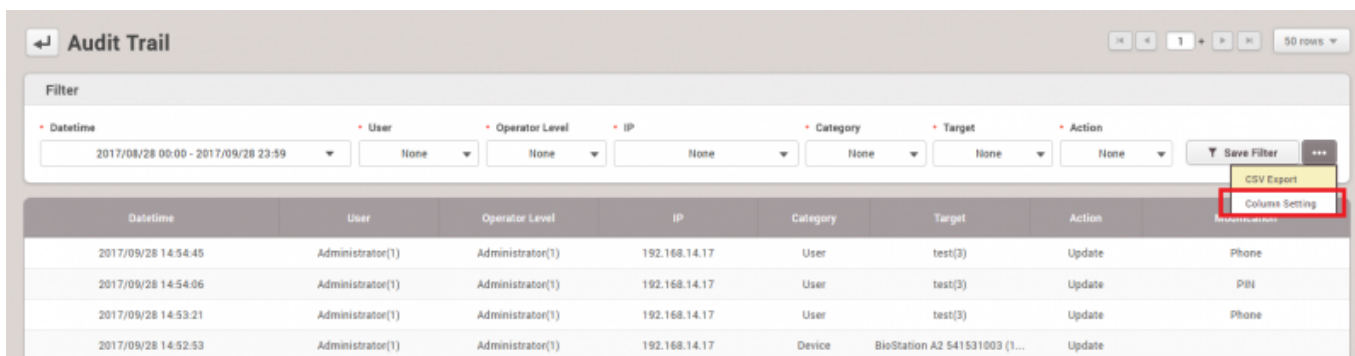 Audit Trail
1 + 50 rows
Filter
• Datetime • User • Operator Level • IP • Category • Target • Action
2017/08/28 00:00 - 2017/09/28 23:59 None None None None None None Save Filter ...
CSV Export
Column Setting
Datetime User Operator Level IP Category Target Action Modification
2017/09/28 14:54:45 Administrator(1) Administrator(1) 192.168.14.17 User test(3) Update Phone
2017/09/28 14:54:06 Administrator(1) Administrator(1) 192.168.14.17 User test(3) Update PIN
2017/09/28 14:53:21 Administrator(1) Administrator(1) 192.168.14.17 User test(3) Update Phone
2017/09/28 14:52:53 Administrator(1) Administrator(1) 192.168.14.17 Device BioStation A2 541531003 (1... Update